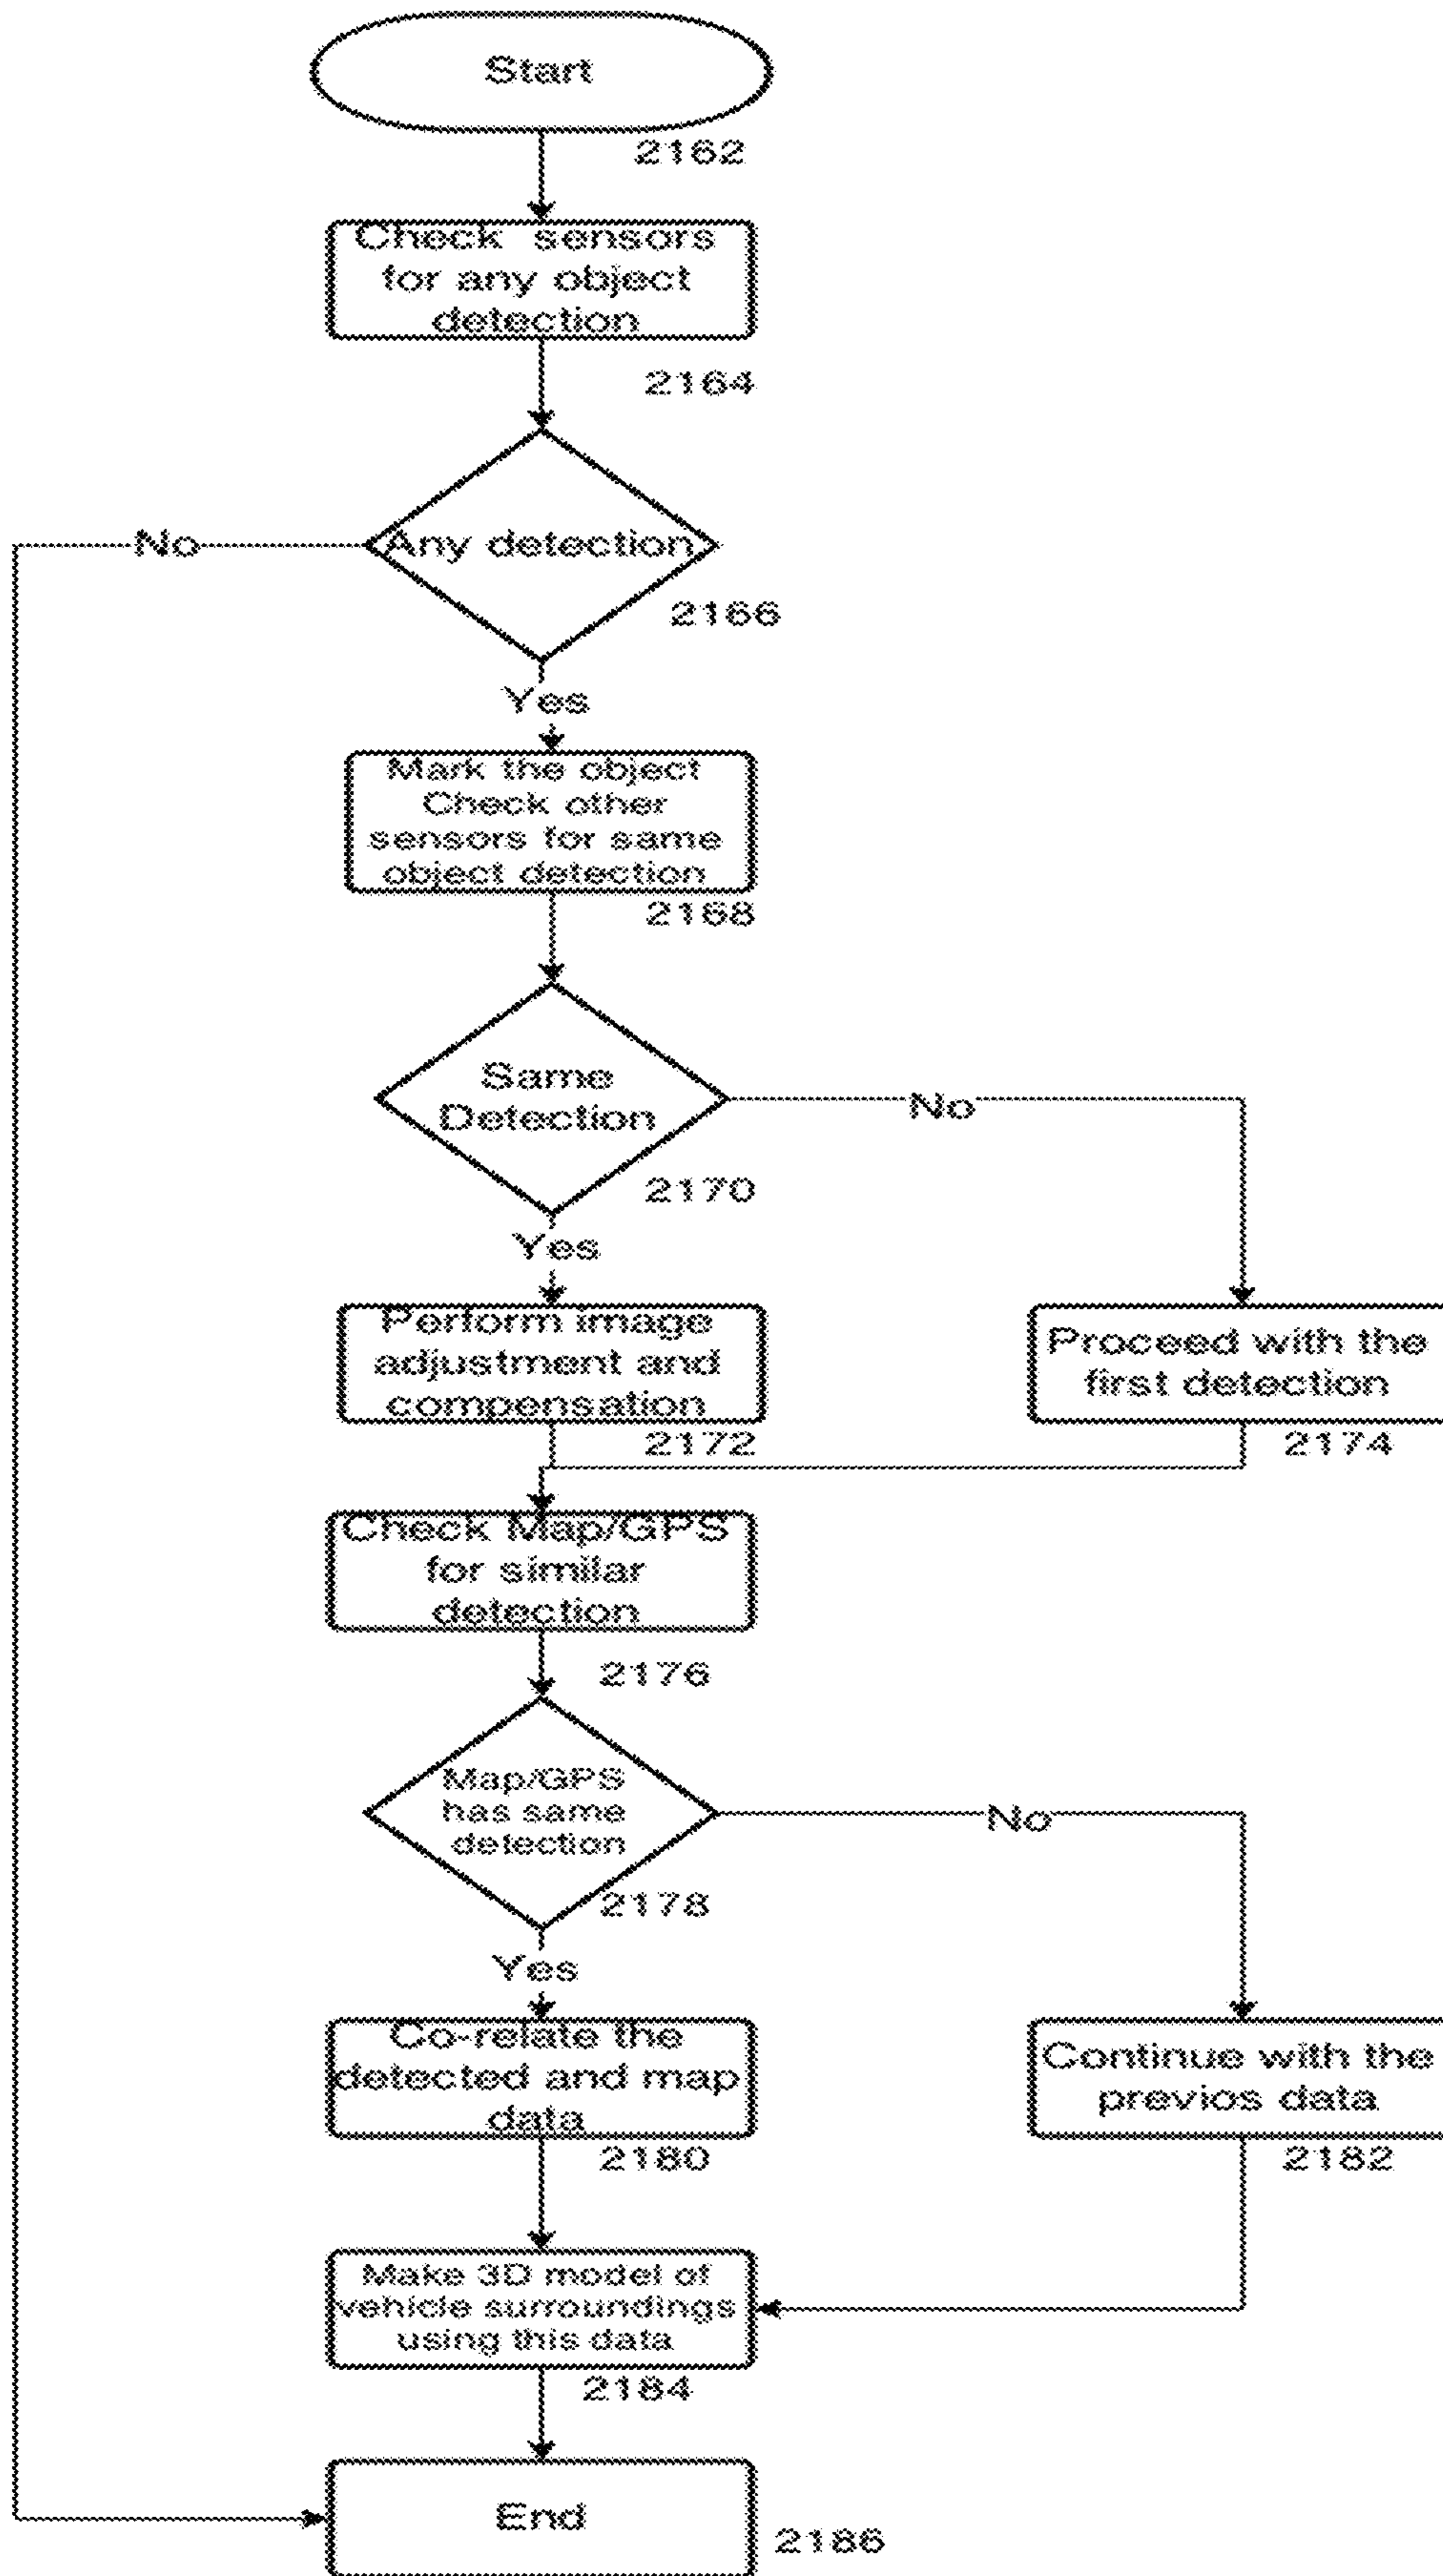 Start
2162
Check sensors
for any object
detection
2164
Any detection
No
2166
Yes
Mark the object
Check other
sensors for same
object detection
2168
Same
Detection
No
2170
Yes
Perform image
adjustment and
compensation
2172
Proceed with the
first detection
2174
Check Map/GPS
for similar
detection
2176
Map/GPS
has same
detection
No
2178
Yes
Co-relate the
detected and map
data
2180
Continue with the
previos data
2182
Make 3D model of
vehicle surroundings
using this data
2184
End
2186